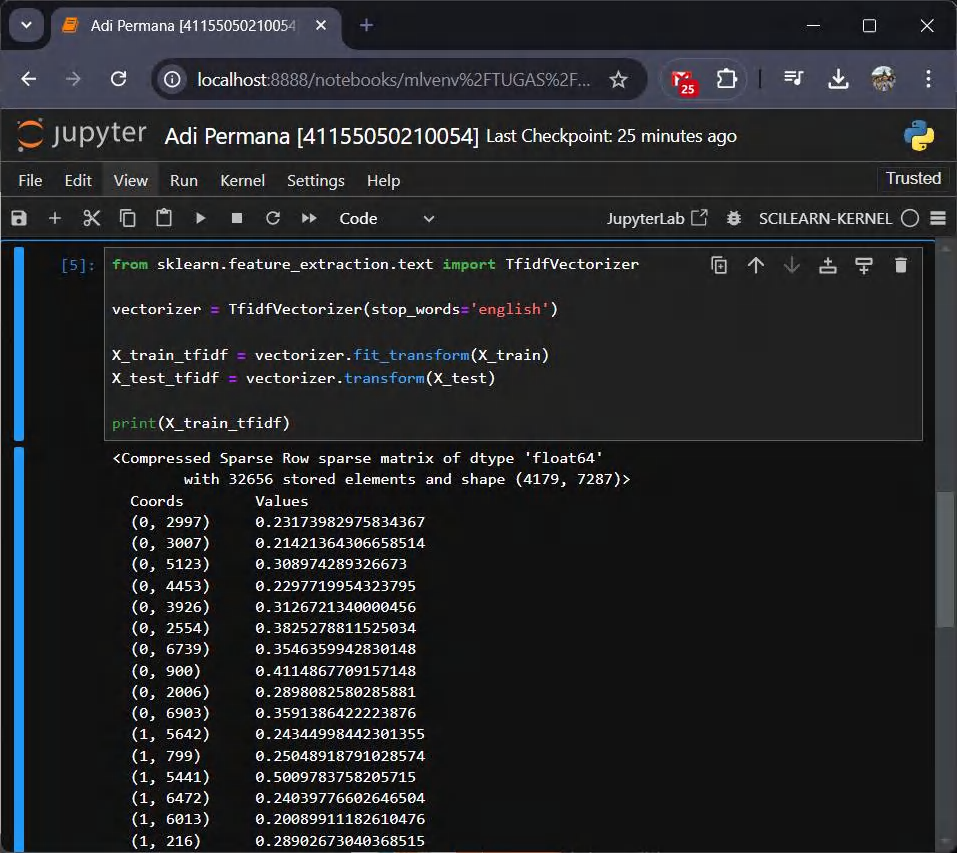 Adi Permana [41155050210054
localhost:8888/notebooks/mlvenv%2FTUGAS%2F...
25
jupyter Adi Permana [41155050210054] Last Checkpoint: 25 minutes ago
File Edit View Run Kernel Settings Help Trusted
Code JupyterLab SCILEARN-KERNEL
[5]: from sklearn.feature_extraction.text import TfidfVectorizer
vectorizer = TfidfVectorizer(stop_words='english')
X_train_tfidf = vectorizer.fit_transform(X_train)
X_test_tfidf = vectorizer.transform(X_test)
print(X_train_tfidf)
<Compressed Sparse Row sparse matrix of dtype 'float64'
with 32656 stored elements and shape (4179, 7287)>
Coords Values
(0, 2997) 0.23173982975834367
(0, 3007) 0.21421364306658514
(0, 5123) 0.308974289326673
(0, 4453) 0.2297719954323795
(0, 3926) 0.3126721340000456
(0, 2554) 0.3825278811525034
(0, 6739) 0.3546359942830148
(0, 900) 0.4114867709157148
(0, 2006) 0.2898082580285881
(0, 6903) 0.3591386422223876
(1, 5642) 0.24344998442301355
(1, 799) 0.25048918791028574
(1, 5441) 0.5009783758205715
(1, 6472) 0.24039776602646504
(1, 6013) 0.20089911182610476
(1, 216) 0.28902673040368515